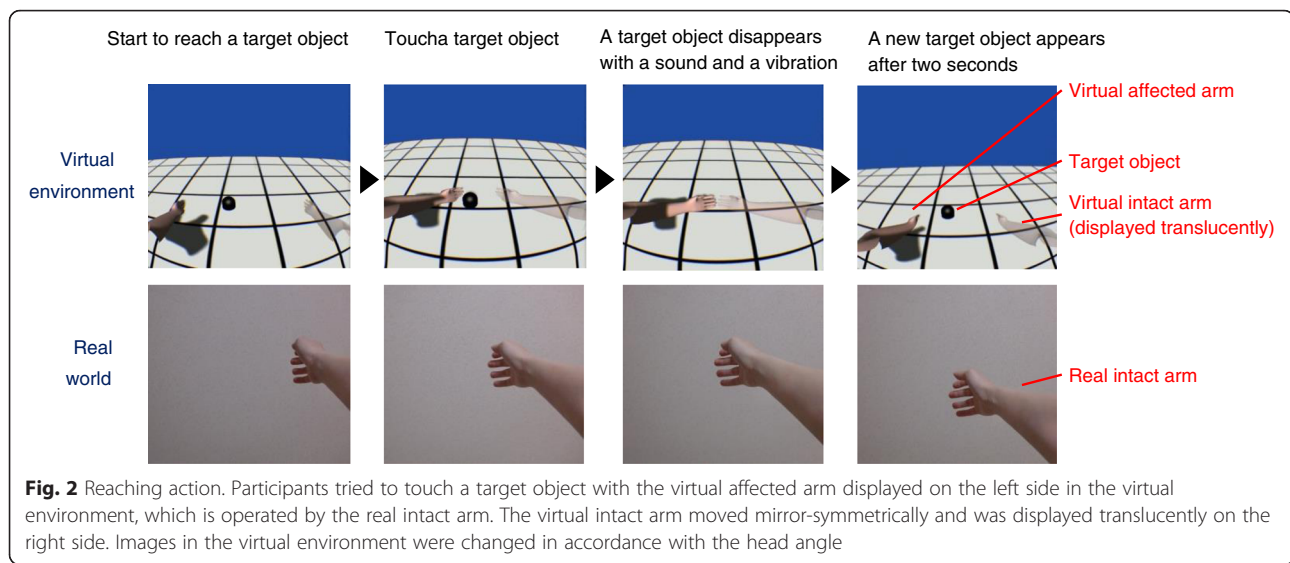 Start to reach a target object
Toucha target object
A target object disappears
with a sound and a vibration
A new target object appears
after two seconds
Virtual
environment
Virtual affected arm
Target object
Virtual intact arm
(displayed translucently)
Real
world
Real intact arm
Fig. 2 Reaching action. Participants tried to touch a target object with the virtual affected arm displayed on the left side in the virtual
environment, which is operated by the real intact arm. The virtual intact arm moved mirror-symmetrically and was displayed translucently on the
right side. Images in the virtual environment were changed in accordance with the head angle